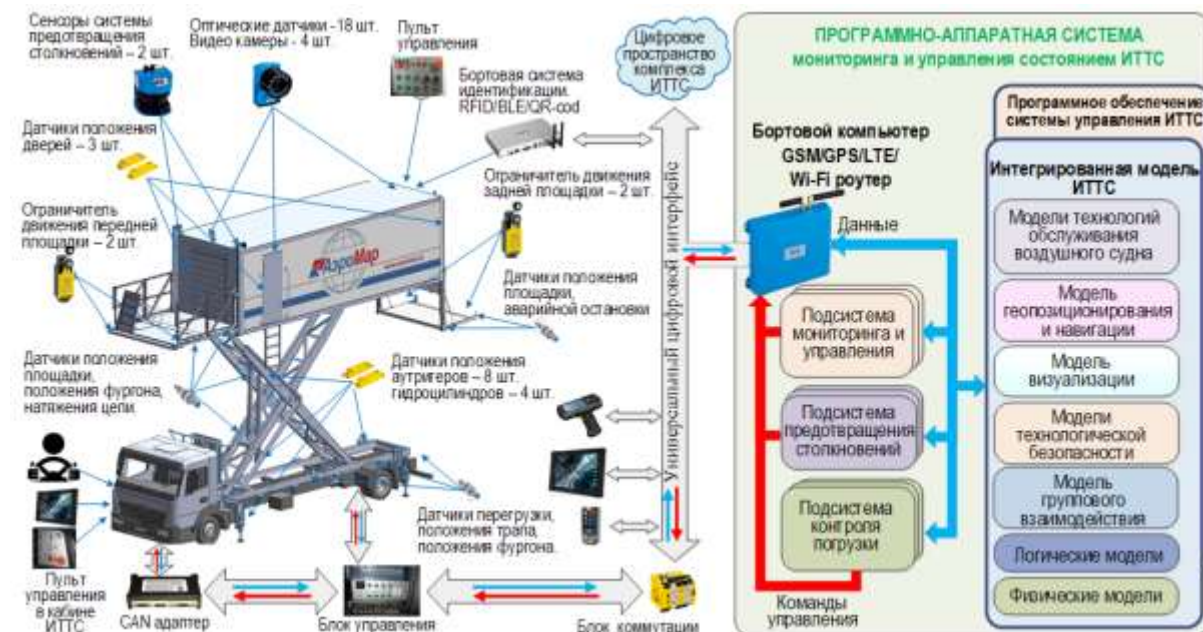 Сенсоры системы
предотвращения
столкновений – 2 шт.
Оптические датчики -18 шт.
Видео камеры - 4 шт.
Пульт
управления
Бортовая система
идентификации.
RFID/BLE/QR-cod
Датчики положения
дверей – 3 шт.
Ограничитель движения
задней площадки – 2 шт.
Ограничитель
движения передней
площадки – 2 шт.
АэроМар
Датчики положения
площадки,
аварийной остановки
Датчики положения
площадки,
положения фургона,
натяжения цепи.
Датчики положения
аутригеров – 8 шт.
гидроцилиндров – 4 шт.
Датчики перегрузки,
положения трапа,
положения фургона.
Пульт
управления
в кабине
ИТТС
CAN адаптер
Блок управления
Блок коммутации
Цифровое
пространство
комплекса
ИТТС
Универсальный цифровой интерфейс
ПРОГРАММНО-АППАРАТНАЯ СИСТЕМА
мониторинга и управления состоянием ИТТС
Бортовой компьютер
GSM/GPS/LTE/
Wi-Fi роутер
Данные
Подсистема
мониторинга и
управления
Подсистема
предотвращения
столкновений
Подсистема
контроля
погрузки
Команды
управления
Программное обеспечение
системы управления ИТТС
Интегрированная модель
ИТТС
Модели технологий
обслуживания
воздушного судна
Модель
геопозиционирования
и навигации
Модель
визуализации
Модели
технологической
безопасности
Модель
группового
взаимодействия
Логические модели
Физические модели